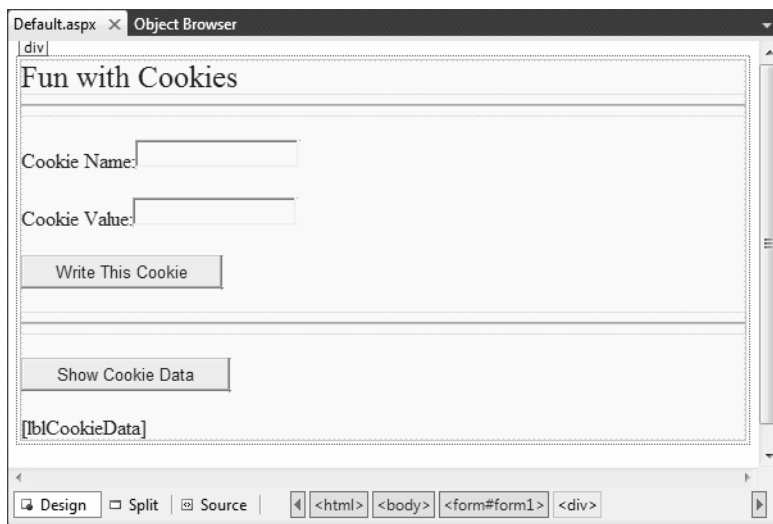 Default.aspx × Object Browser
div
Fun with Cookies
Cookie Name:
Cookie Value:
Write This Cookie
Show Cookie Data
[lblCookieData]
Design Split Source <html> <body> <form#form1> <div>